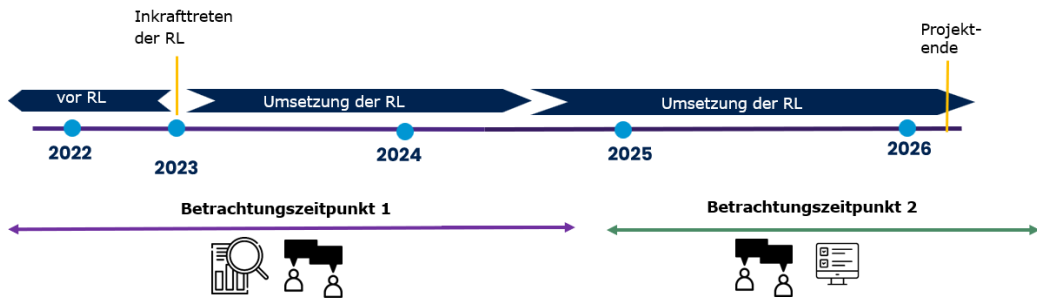 Inkrafttreten
der RL
Projekt-
ende
vor RL
Umsetzung der RL
Umsetzung der RL
2022
2023
2024
2025
2026
Betrachtungszeitpunkt 1
Betrachtungszeitpunkt 2